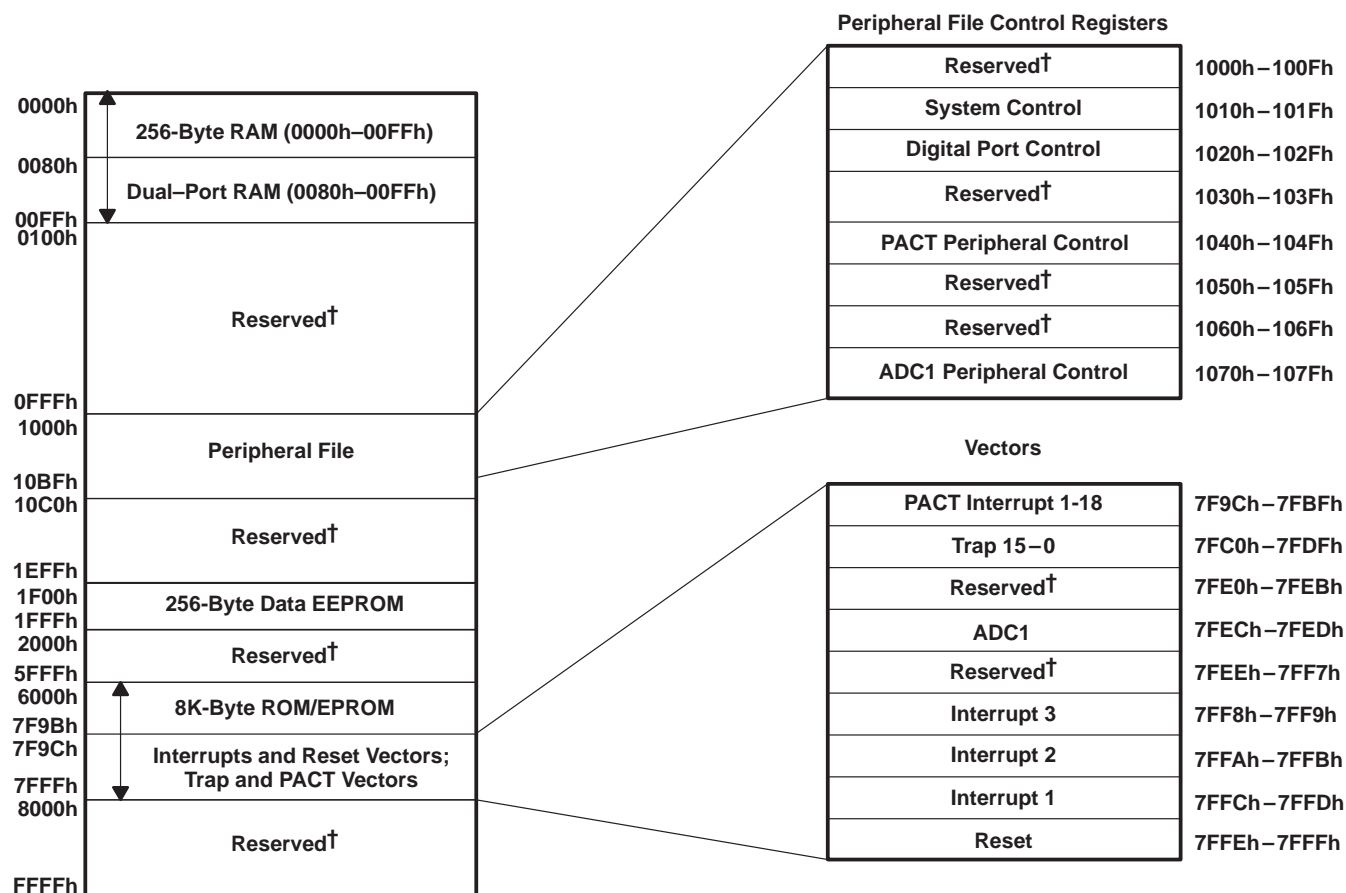 0000h
256-Byte RAM (0000h–00FFh)
0080h
Dual–Port RAM (0080h–00FFh)
00FFh
0100h
Reserved†
0FFFh
1000h
Peripheral File
10BFh
10C0h
Reserved†
1EFFh
1F00h
256-Byte Data EEPROM
1FFFh
2000h
Reserved†
5FFFh
6000h
8K-Byte ROM/EPROM
7F9Bh
7F9Ch
Interrupts and Reset Vectors;
Trap and PACT Vectors
7FFFh
8000h
Reserved†
FFFFh
Peripheral File Control Registers
Reserved† 1000h–100Fh
System Control 1010h–101Fh
Digital Port Control 1020h–102Fh
Reserved† 1030h–103Fh
PACT Peripheral Control 1040h–104Fh
Reserved† 1050h–105Fh
Reserved† 1060h–106Fh
ADC1 Peripheral Control 1070h–107Fh
Vectors
PACT Interrupt 1-18 7F9Ch–7FBFh
Trap 15–0 7FC0h–7FDFh
Reserved† 7FE0h–7FEBh
ADC1 7FECh–7FEDh
Reserved† 7FEEh–7FF7h
Interrupt 3 7FF8h–7FF9h
Interrupt 2 7FFAh–7FFBh
Interrupt 1 7FFCh–7FFDh
Reset 7FFEh–7FFFh